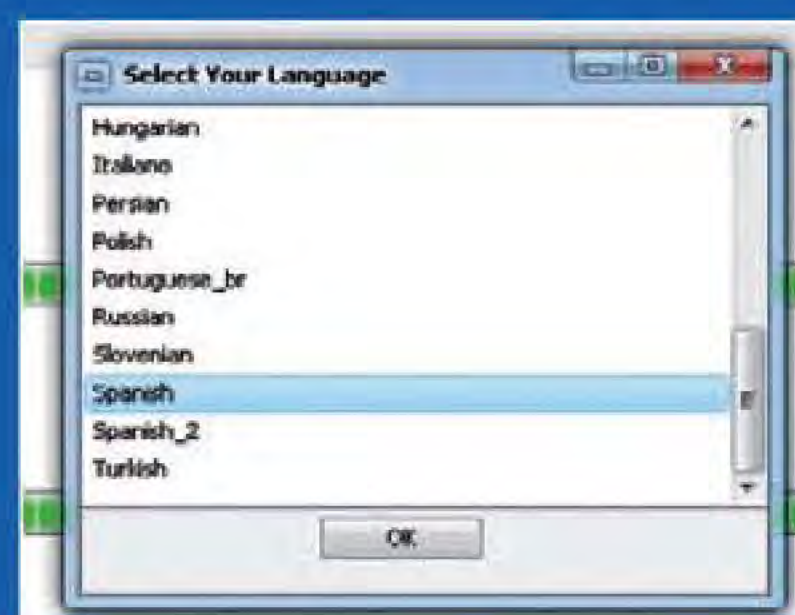 Select Your Language
Hungarian
Italiano
Persian
Polish
Portuguese_br
Russian
Slovenian
Spanish
Spanish_2
Turkish
OK